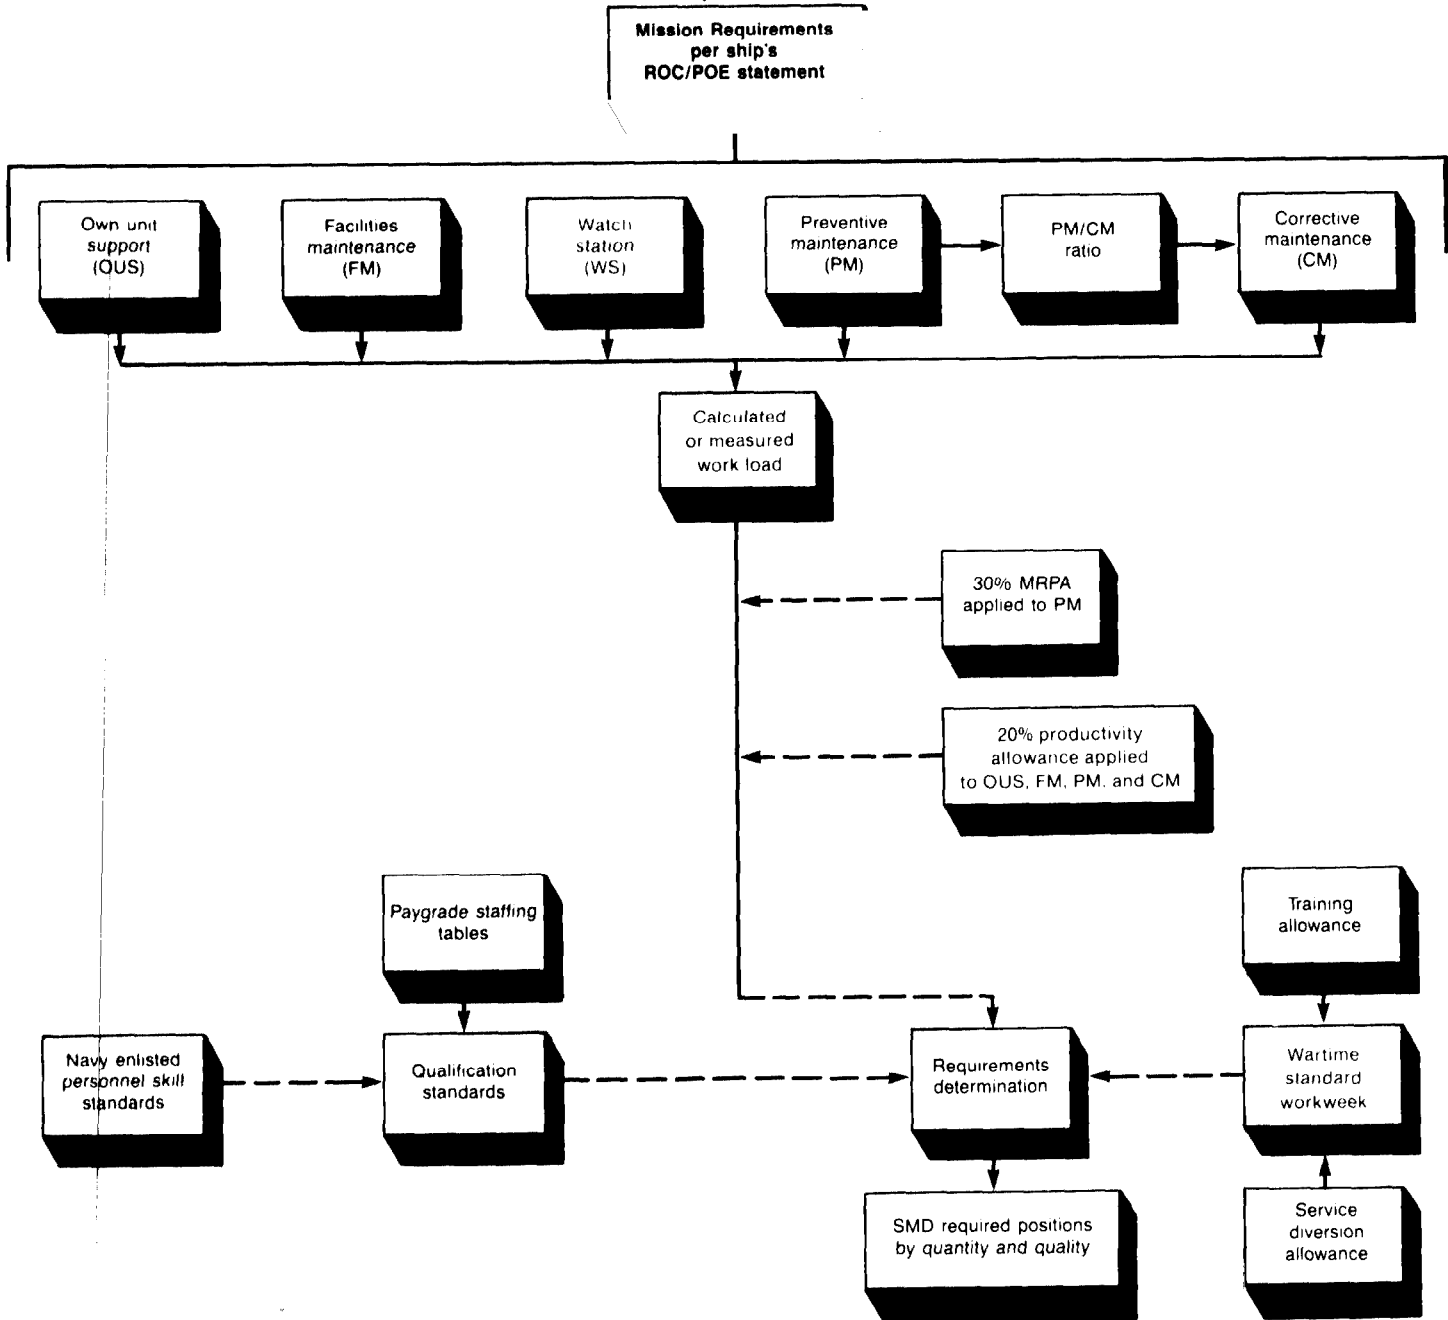 Mission Requirements
per ship's
ROC/POE statement
Own unit
support
(OUS)
Facilities
maintenance
(FM)
Watch
station
(WS)
Preventive
maintenance
(PM)
PM/CM
ratio
Corrective
maintenance
(CM)
Calculated
or measured
work load
30% MRPA
applied to PM
20% productivity
allowance applied
to OUS, FM, PM, and CM
Paygrade staffing
tables
Training
allowance
Navy enlisted
personnel skill
standards
Qualification
standards
Requirements
determination
Wartime
standard
workweek
SMD required positions
by quantity and quality
Service
diversion
allowance